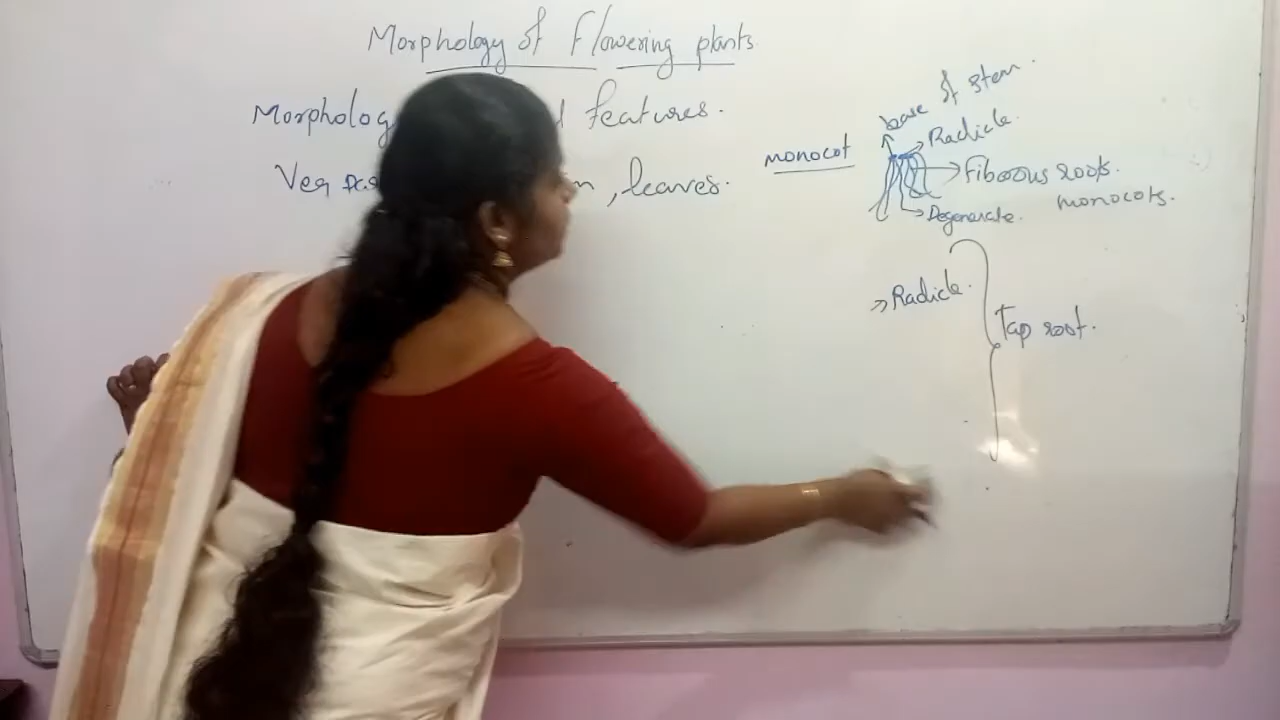 Morphology of Flowering plants
Morpholog features.
Veg , leaves.
monocot
base of stem.
Radicle.
Fibrous roots.
monocots.
Degenerate.
Radicle.
Tap root.